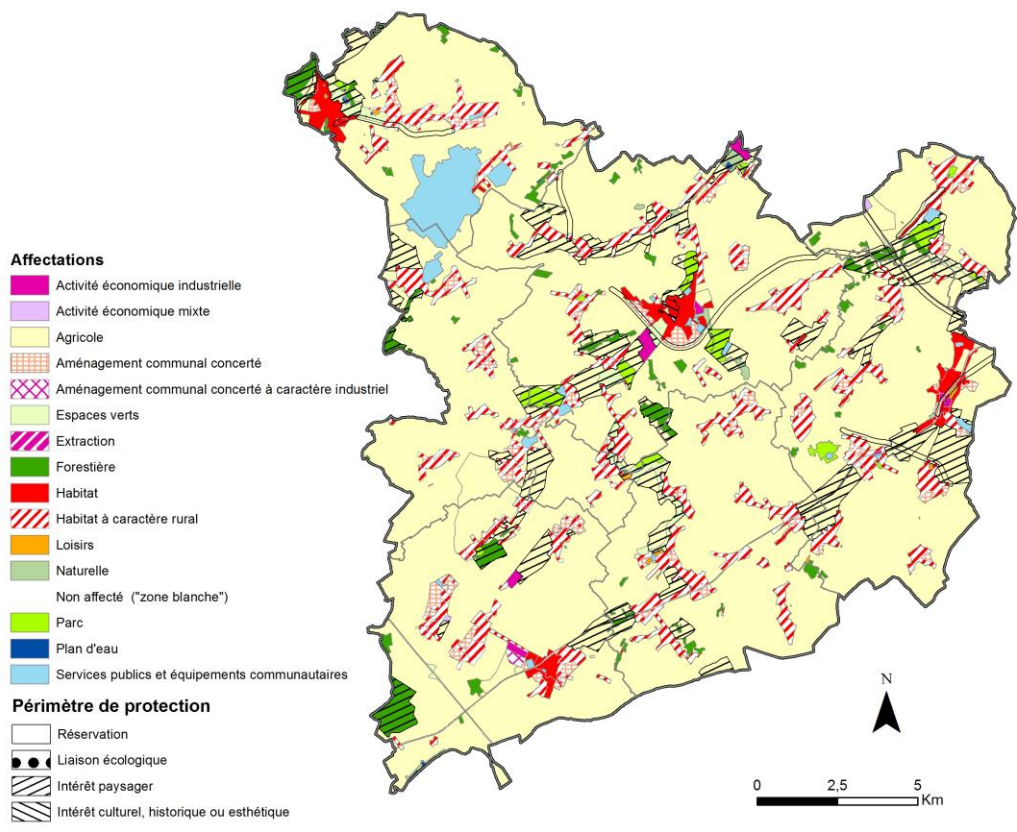 Affectations
Activité économique industrielle
Activité économique mixte
Agricole
Aménagement communal concerté
Aménagement communal concerté à caractère industriel
Espaces verts
Extraction
Forestière
Habitat
Habitat à caractère rural
Loisirs
Naturelle
Non affecté ("zone blanche")
Parc
Plan d'eau
Services publics et équipements communautaires
Périmètre de protection
Réservation
Liaison écologique
Intérêt paysager
Intérêt culturel, historique ou esthétique
N
0 2,5 5
Km